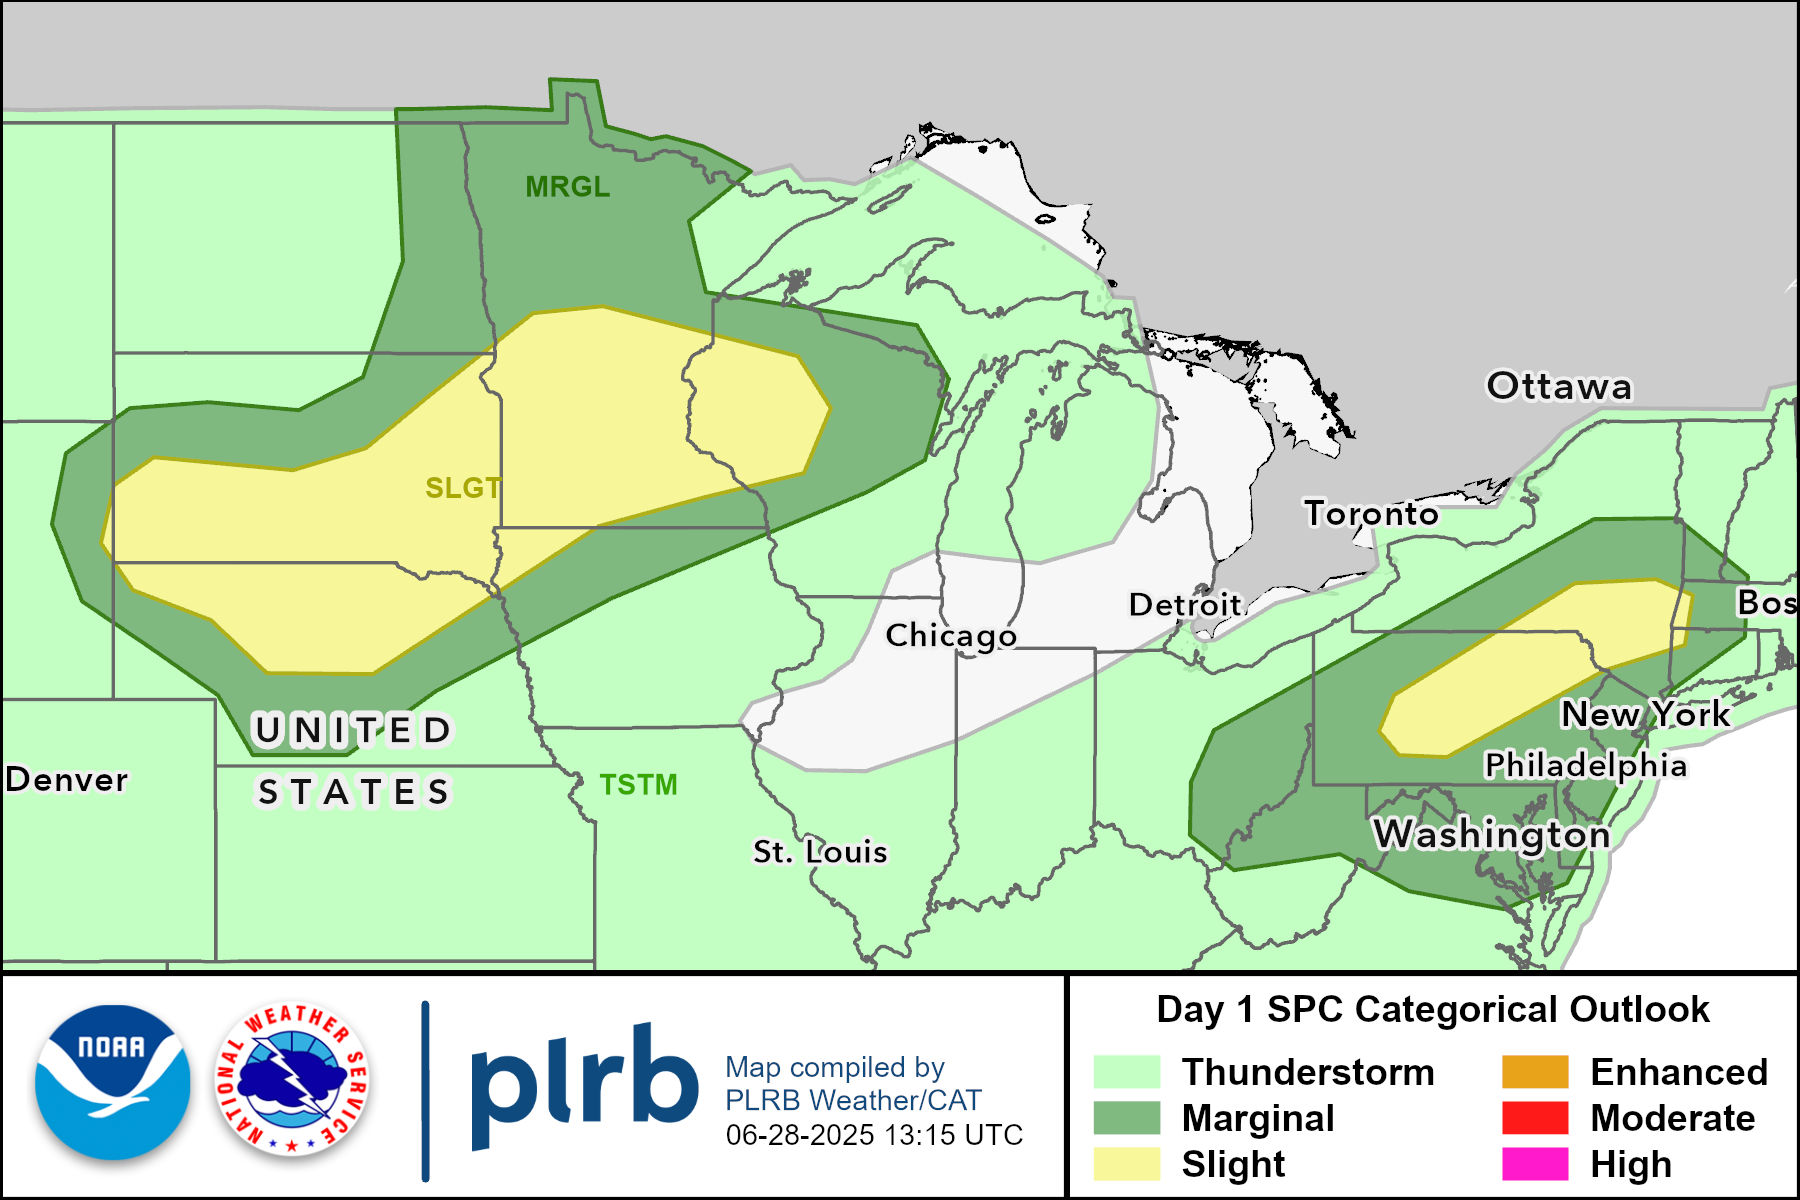 MRGL
Ottawa
SLGT
Toronto
Detroit
Bos
Chicago
New York
UNITED
STATES
Denver
TSTM
Philadelphia
Washington
St. Louis
NOAA
NATIONAL WEATHER SERVICE
plrb
Map compiled by
PLRB Weather/CAT
06-28-2025 13:15 UTC
Day 1 SPC Categorical Outlook
Thunderstorm
Marginal
Slight
Enhanced
Moderate
High